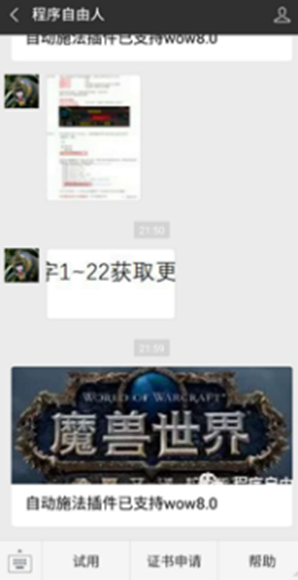 程序自由人
自动施法插件已支持wow8.0
21:50
字1~22获取更
21:59
WORLD OF WARCRAFT
魔兽世界
程序自由
自动施法插件已支持wow8.0
试用
证书申请
帮助